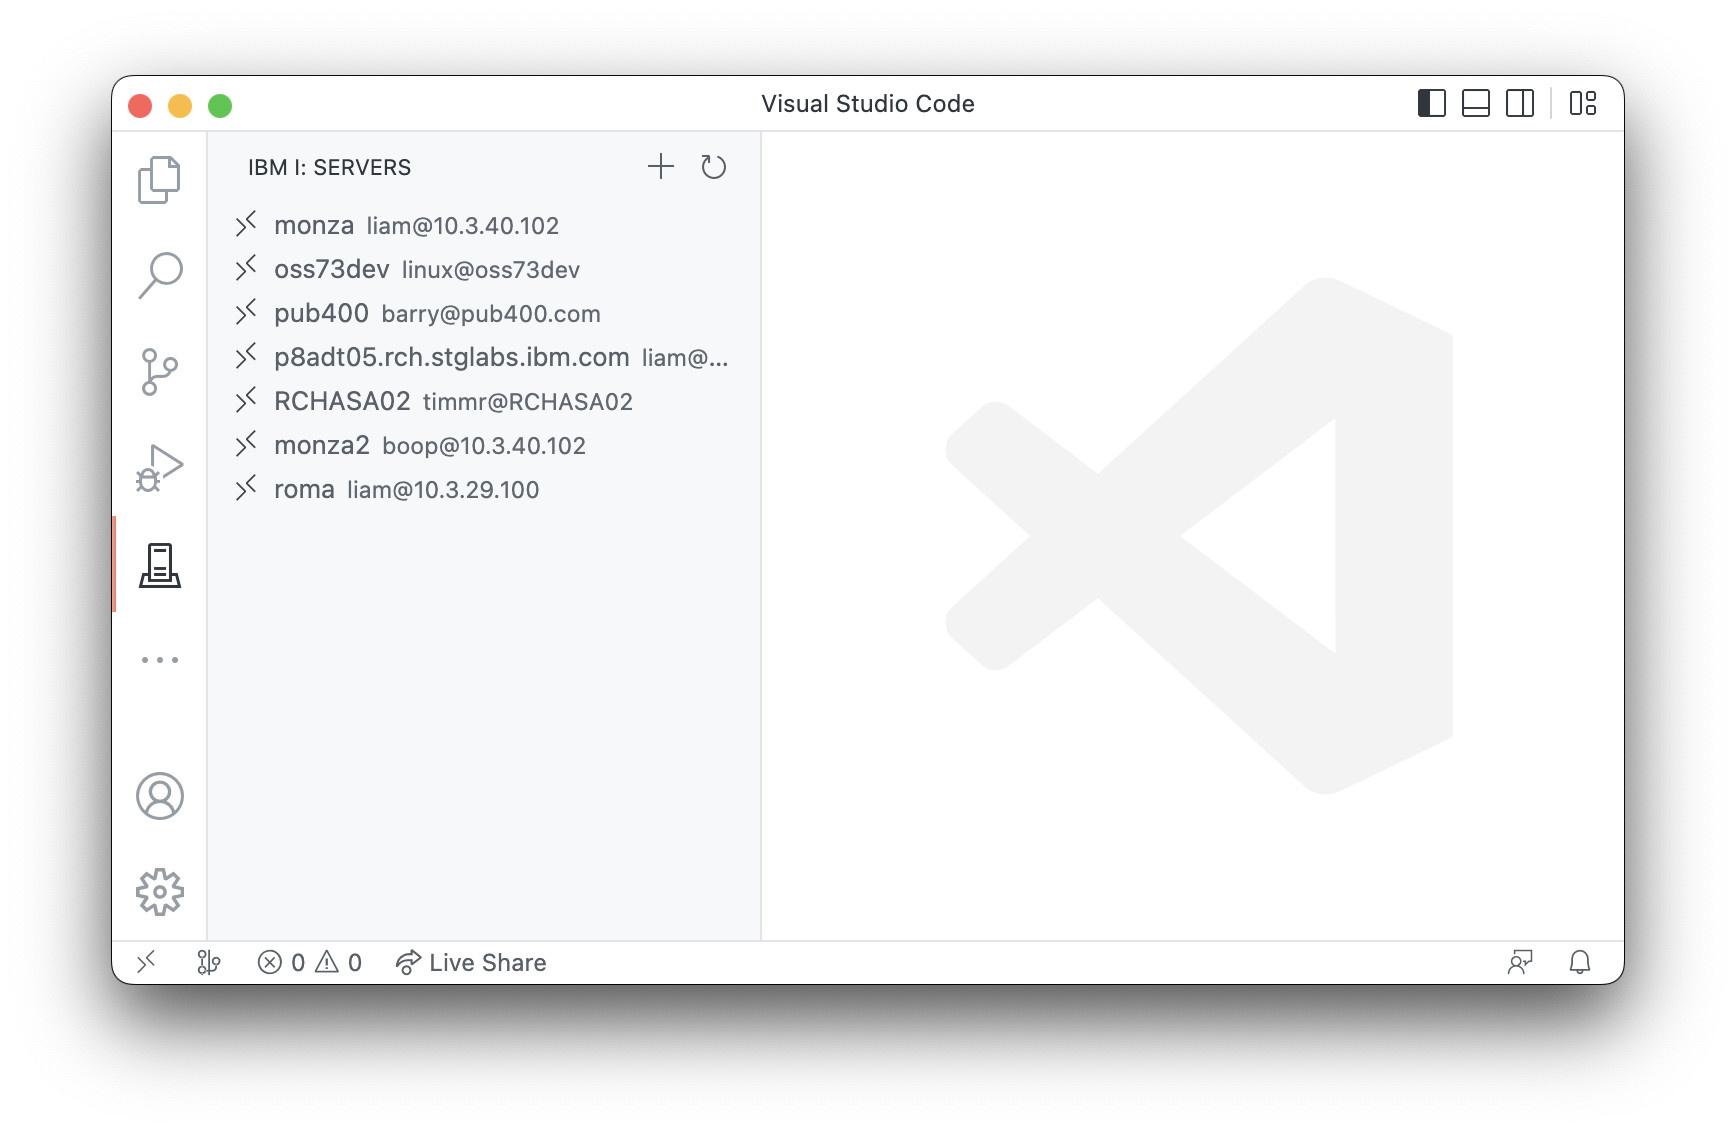 Visual Studio Code
IBM I: SERVERS
monza liam@10.3.40.102
oss73dev linux@oss73dev
pub400 barry@pub400.com
p8adt05.rch.stglabs.ibm.com liam@...
RCHASA02 timmr@RCHASA02
monza2 boop@10.3.40.102
roma liam@10.3.29.100
0 0 Live Share